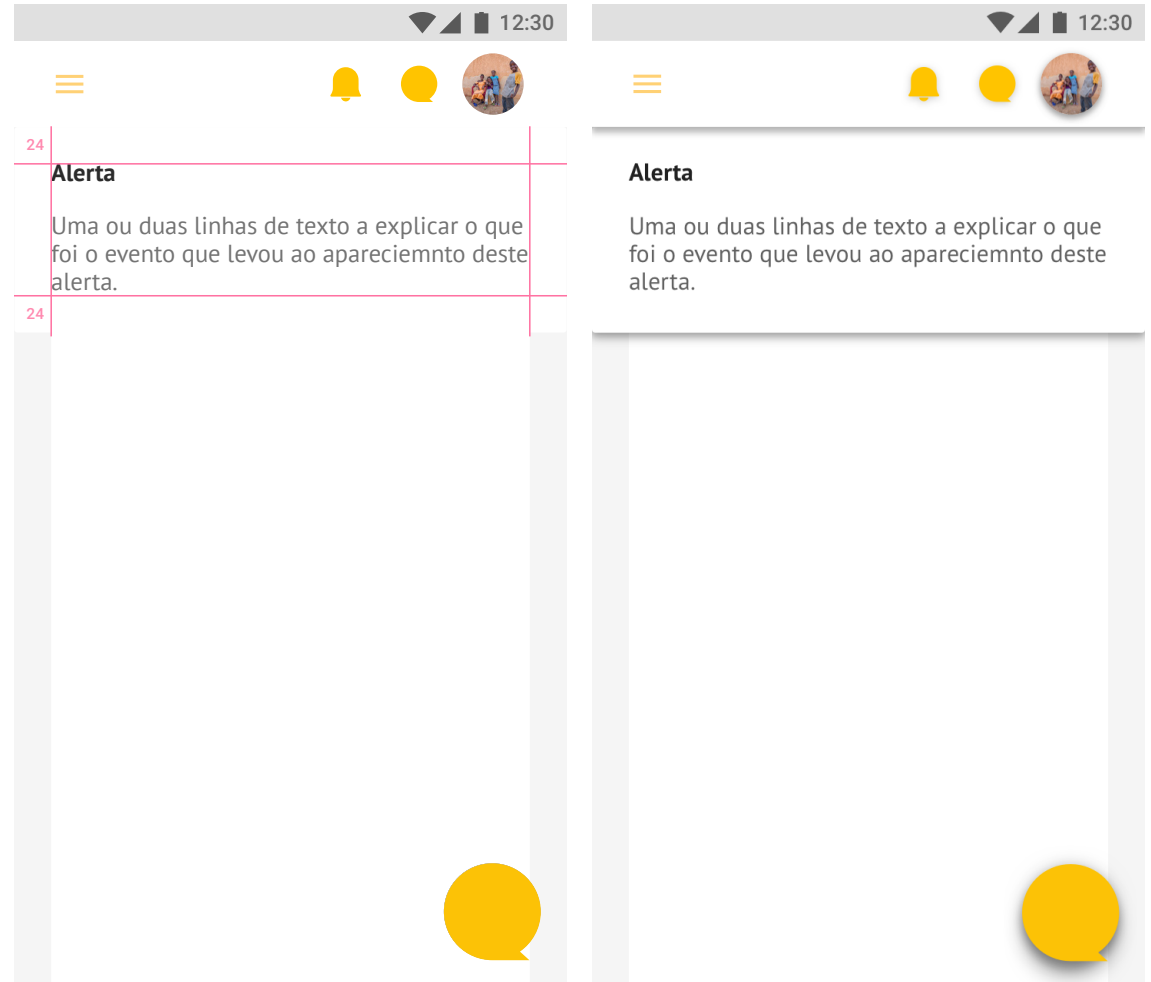 12:30
24
Alerta
Uma ou duas linhas de texto a explicar o que
foi o evento que levou ao apareciemnto deste
alerta.
24
12:30
Alerta
Uma ou duas linhas de texto a explicar o que
foi o evento que levou ao apareciemnto deste
alerta.